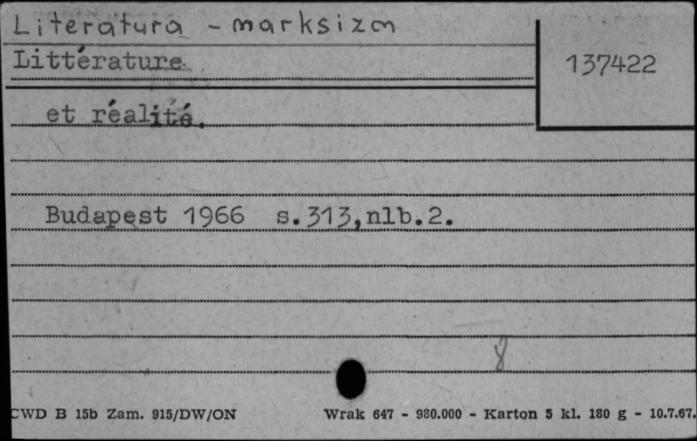 Literatura - marksizm
Littérature
137422
et réalité.
Budapest 1966 s.313,nlb.2.
8
CWD B 15b Zam. 915/DW/ON Wrak 647 - 980.000 - Karton 5 kl. 180 g - 10.7.67.